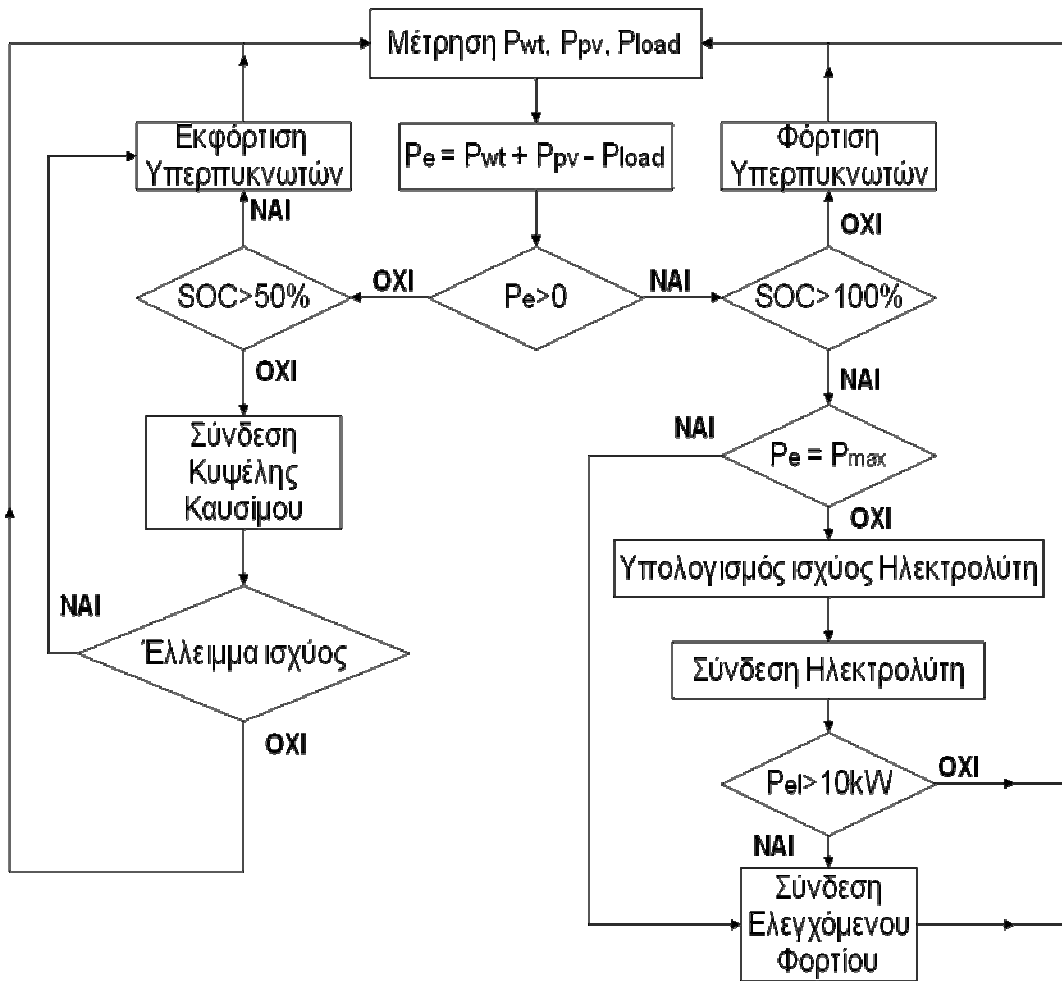 Μέτρηση Pwt, Ppv, Pload
Εκφόρτιση
Υπερπυκνωτών
Pe = Pwt + Ppv - Pload
Φόρτιση
Υπερπυκνωτών
ΝΑΙ
ΟΧΙ
SOC>50%
ΟΧΙ
Pe>0
ΝΑΙ
SOC>100%
ΟΧΙ
ΝΑΙ
Σύνδεση
Κυψέλης
Καυσίμου
ΝΑΙ
Pe = Pmax
ΟΧΙ
Υπολογισμός ισχύος Ηλεκτρολύτη
ΝΑΙ
Έλλειμμα ισχύος
Σύνδεση Ηλεκτρολύτη
ΟΧΙ
Pel>10kW
ΟΧΙ
ΝΑΙ
Σύνδεση
Ελεγχόμενου
Φορτίου